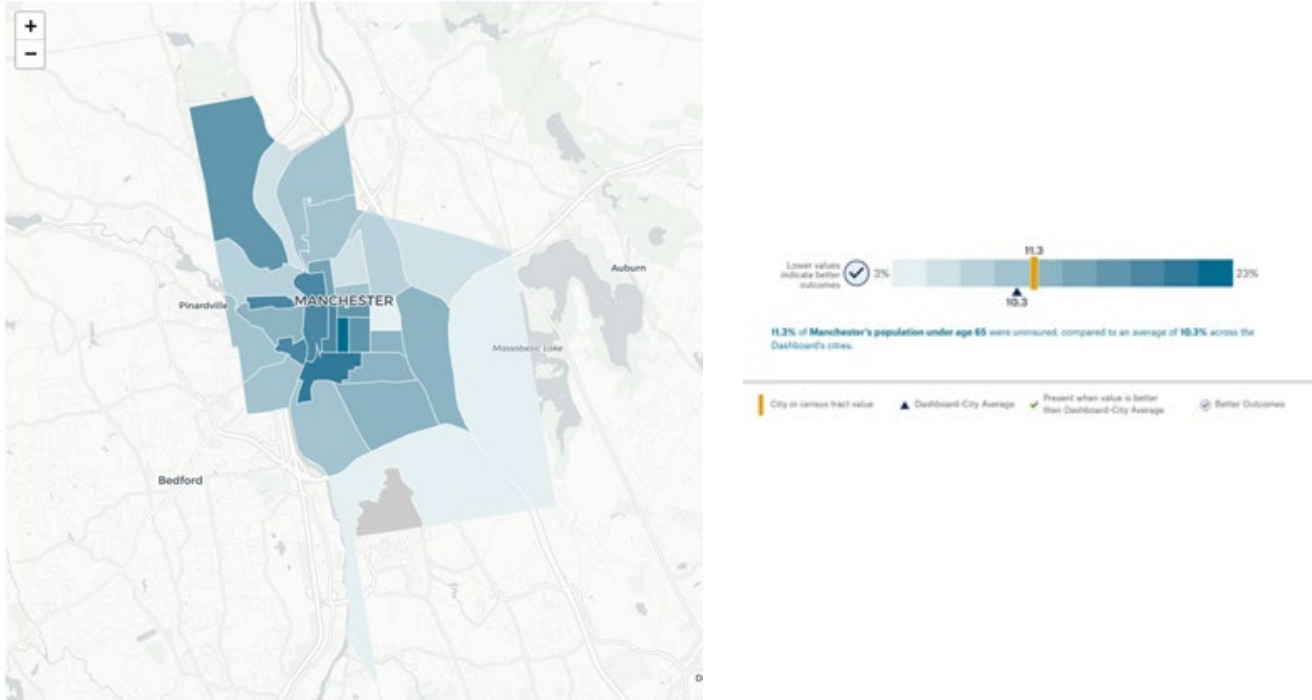 +
−
Auburn
Pinardville
MANCHESTER
Massabesic Lake
Bedford
D
11.3
Lower values
indicate better
outcomes
3%
23%
10.3
11.3% of Manchester's population under age 65 were uninsured, compared to an average of 10.3% across the
Dashboard's cities.
City or census tract value
Dashboard-City Average
Present when value is better
than Dashboard-City Average
Better Outcomes